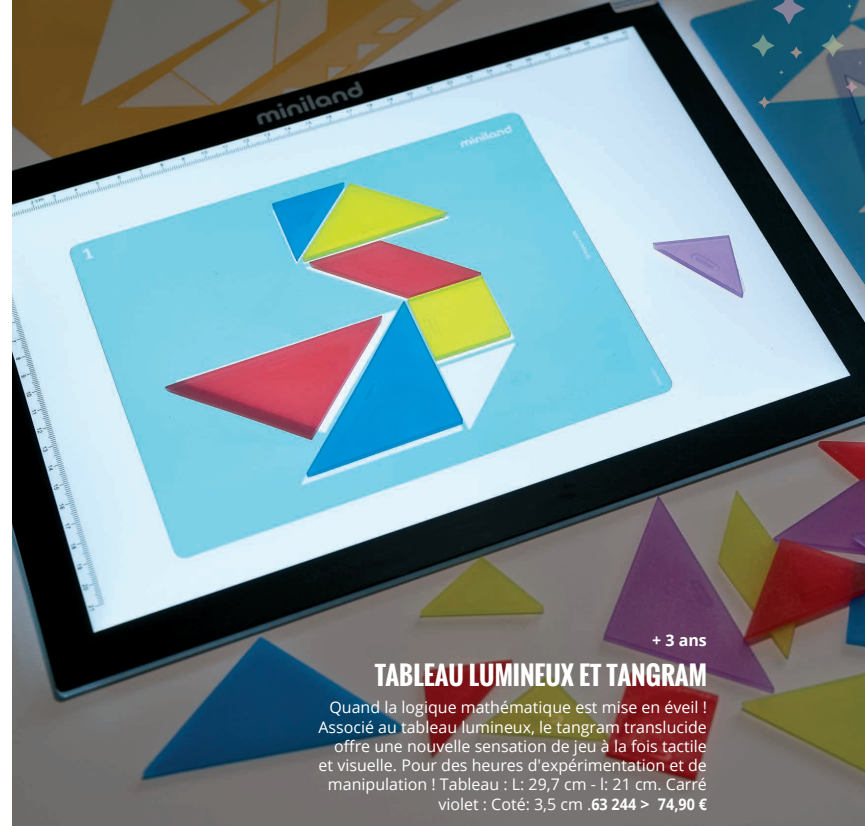 miniland
miniland
1
+ 3 ans
TABLEAU LUMINEUX ET TANGRAM
Quand la logique mathématique est mise en éveil !
Associé au tableau lumineux, le tangram translucide
offre une nouvelle sensation de jeu à la fois tactile
et visuelle. Pour des heures d'expérimentation et de
manipulation ! Tableau : L: 29,7 cm - l: 21 cm. Carré
violet : Coté: 3,5 cm .63 244 > 74,90 €